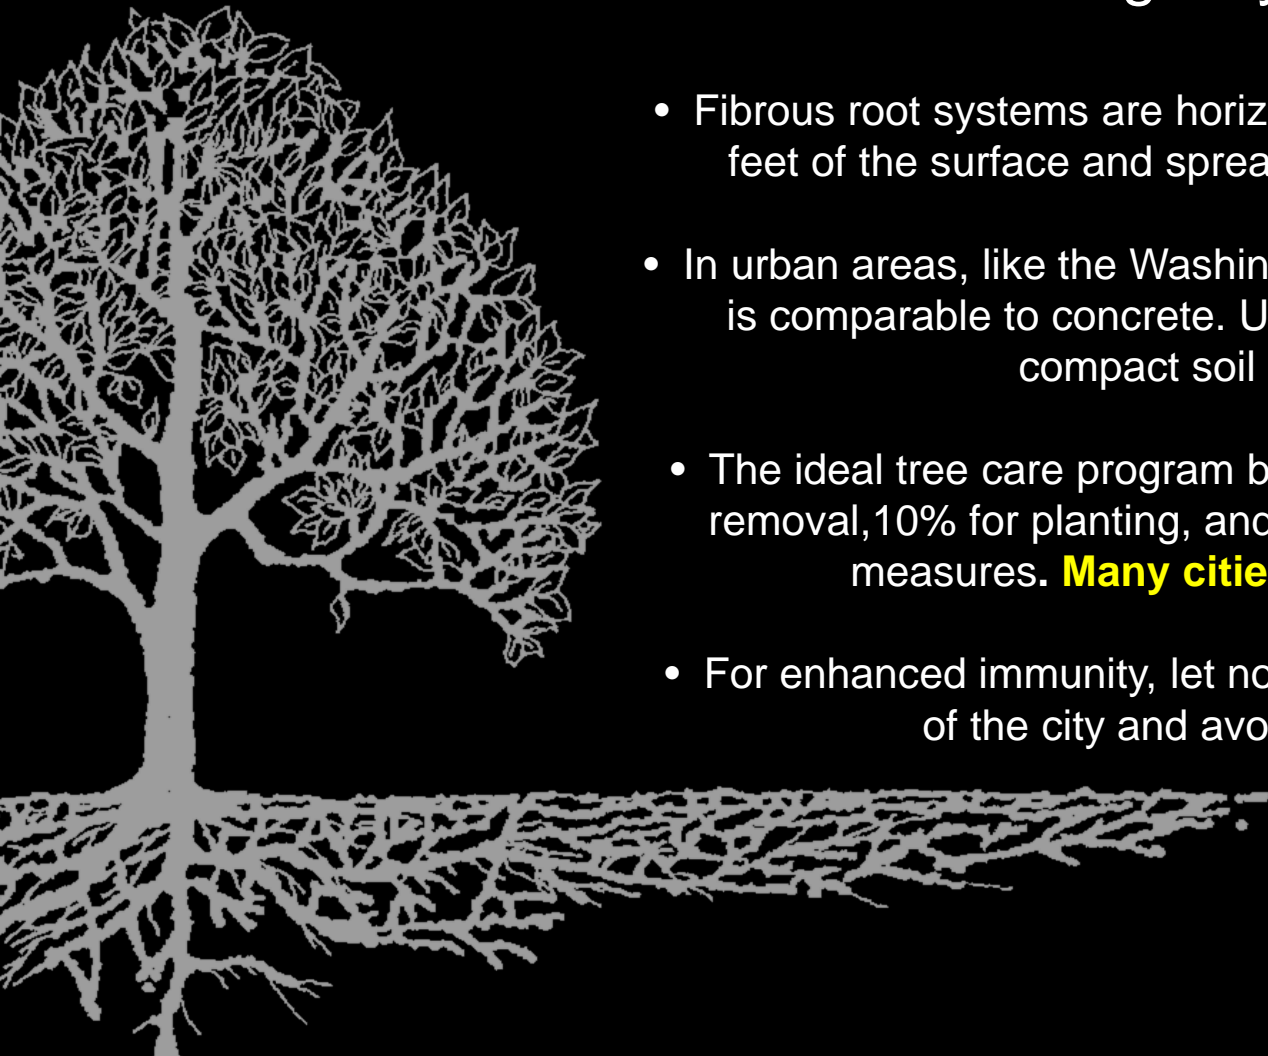 • Fibrous root systems are horiz
feet of the surface and sprea
• In urban areas, like the Washin
is comparable to concrete. U
compact soil
• The ideal tree care program b
removal,10% for planting, and
measures. Many citie
• For enhanced immunity, let no
of the city and avo